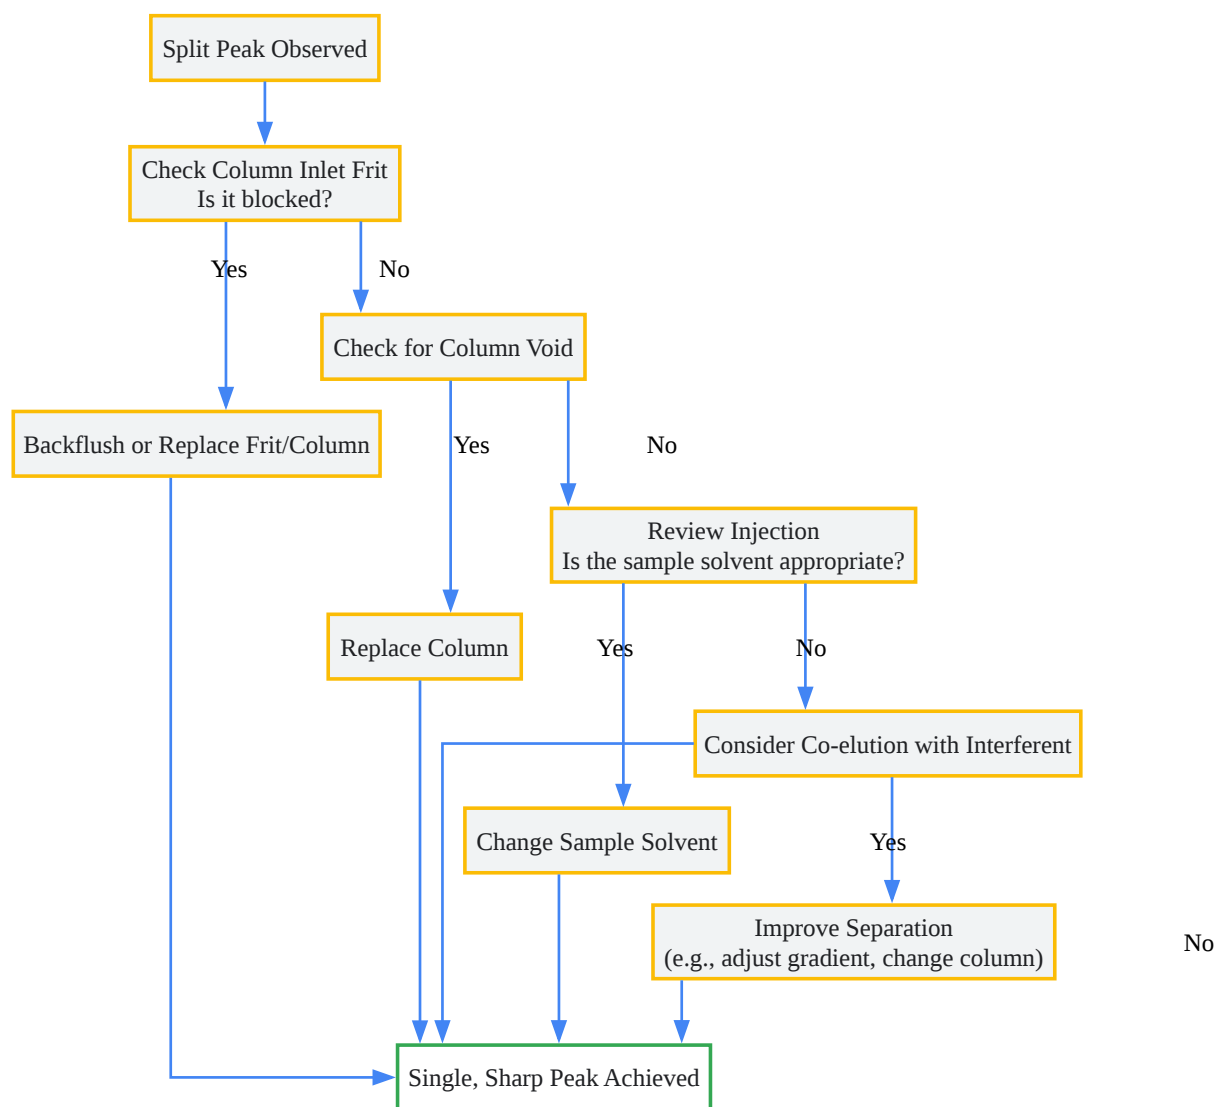 Split Peak Observed
Check Column Inlet Frit
Is it blocked?
Yes
No
Check for Column Void
Backflush or Replace Frit/Column
Yes
No
Review Injection
Is the sample solvent appropriate?
Replace Column
Yes
No
Consider Co-elution with Interferent
Change Sample Solvent
Yes
Improve Separation
(e.g., adjust gradient, change column)
No
Single, Sharp Peak Achieved